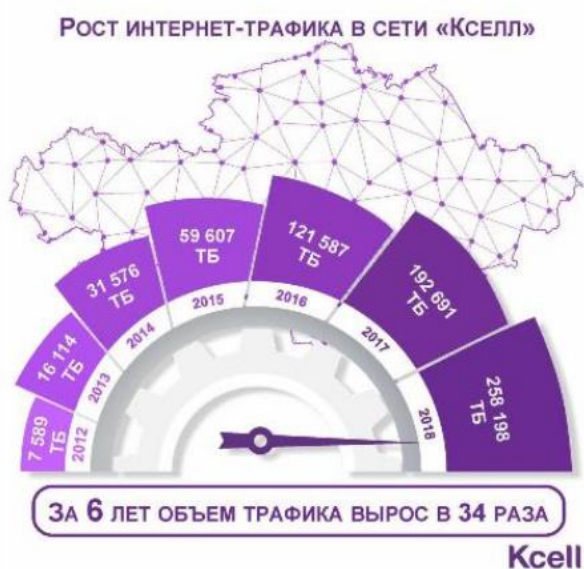 РОСТ ИНТЕРНЕТ-ТРАФИКА В СЕТИ «КСЕЛЛ»
7 589
ТБ
2012
16 114
ТБ
2013
31 576
ТБ
2014
59 607
ТБ
2015
121 587
ТБ
2016
192 691
ТБ
2017
258 198
ТБ
2018
ЗА 6 ЛЕТ ОБЪЕМ ТРАФИКА ВЫРОС В 34 РАЗА
Kcell